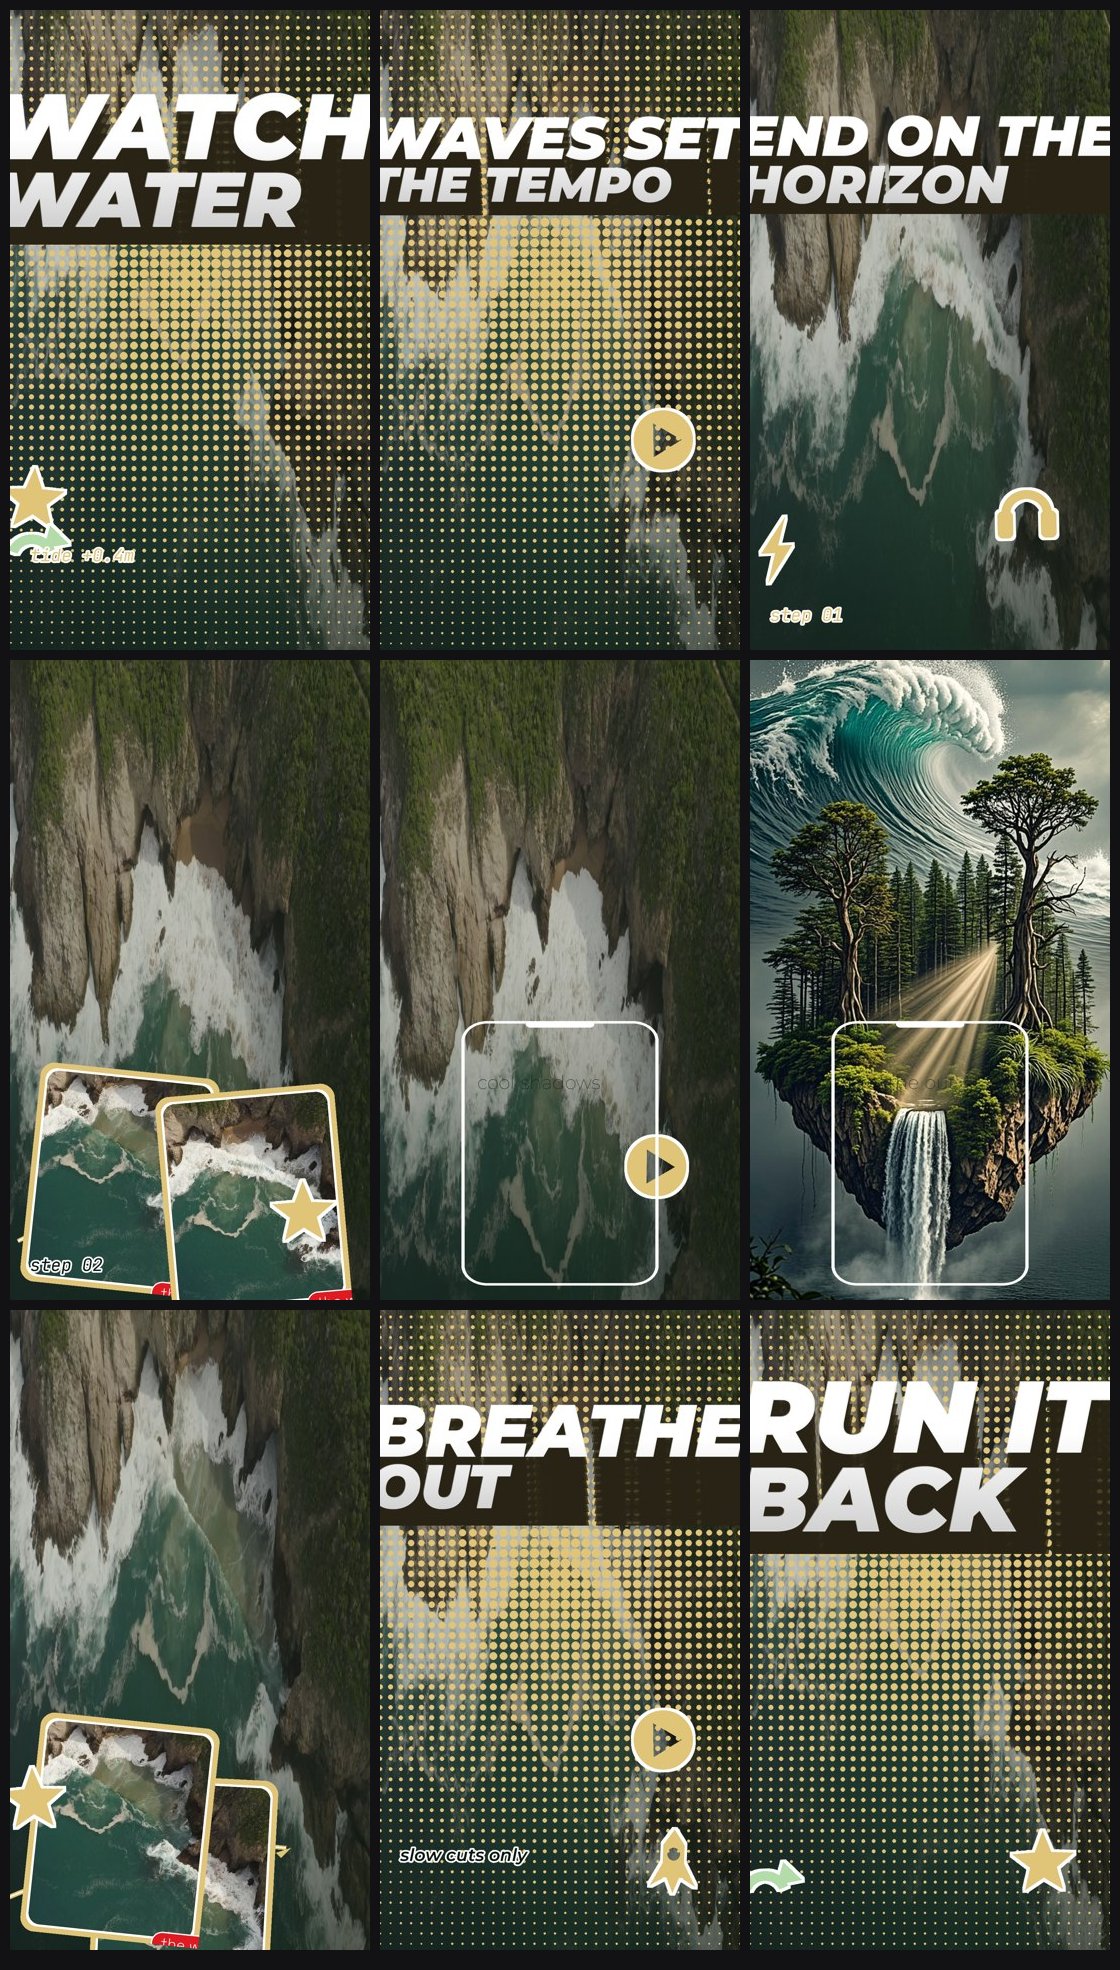 WATCH
WATER
tide +0.4m
WAVES SET
THE TEMPO
END ON THE
HORIZON
step 01
step 02
cool shadows
BREATHE
OUT
slow cuts only
RUN IT
BACK